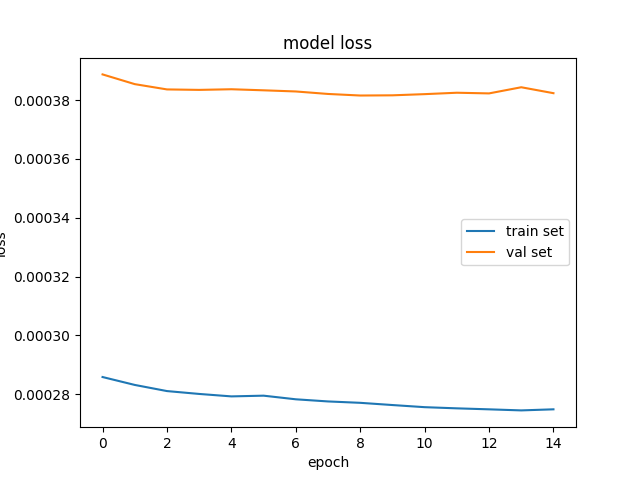 model loss
0.00038
0.00036
0.00034
0.00032
0.00030
0.00028
loss
train set
val set
0 2 4 6 8 10 12 14
epoch